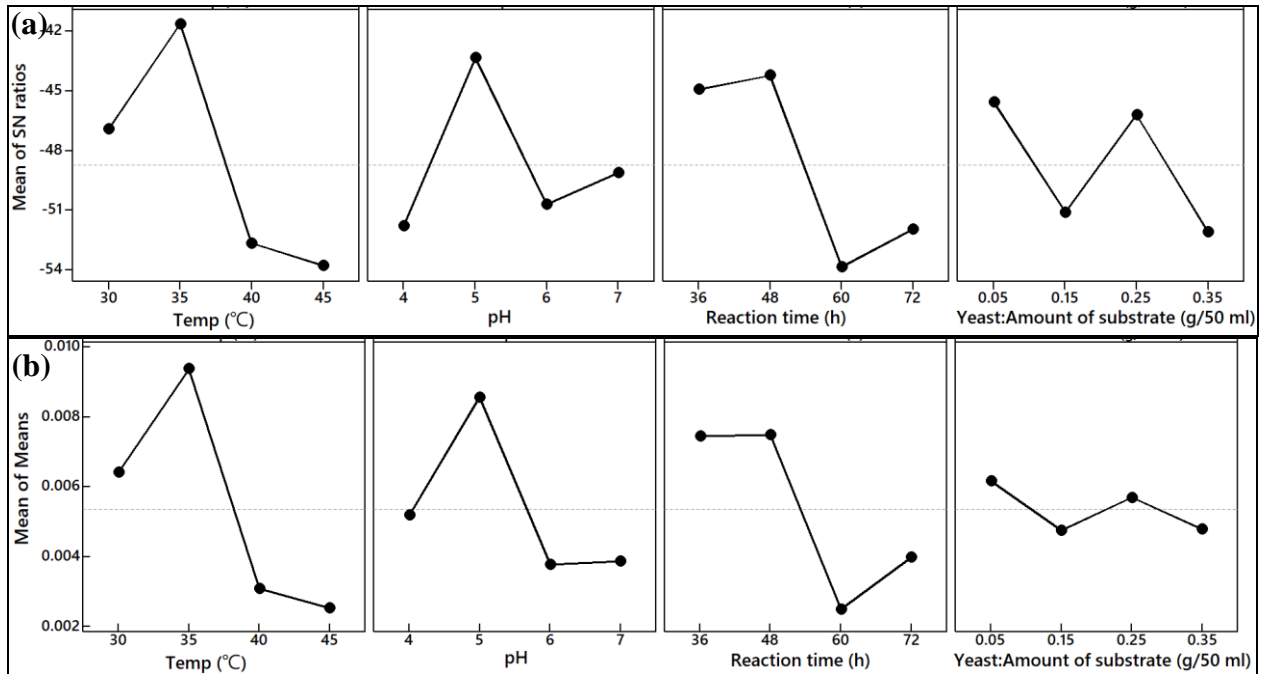 (a)
Mean of SN ratios
-42
-45
-48
-51
-54
30 35 40 45
4 5 6 7
36 48 60 72
0.05 0.15 0.25 0.35
Temp (℃)
pH
Reaction time (h)
Yeast:Amount of substrate (g/50 ml)
(b)
Mean of Means
0.010
0.008
0.006
0.004
0.002
30 35 40 45
4 5 6 7
36 48 60 72
0.05 0.15 0.25 0.35
Temp (℃)
pH
Reaction time (h)
Yeast:Amount of substrate (g/50 ml)